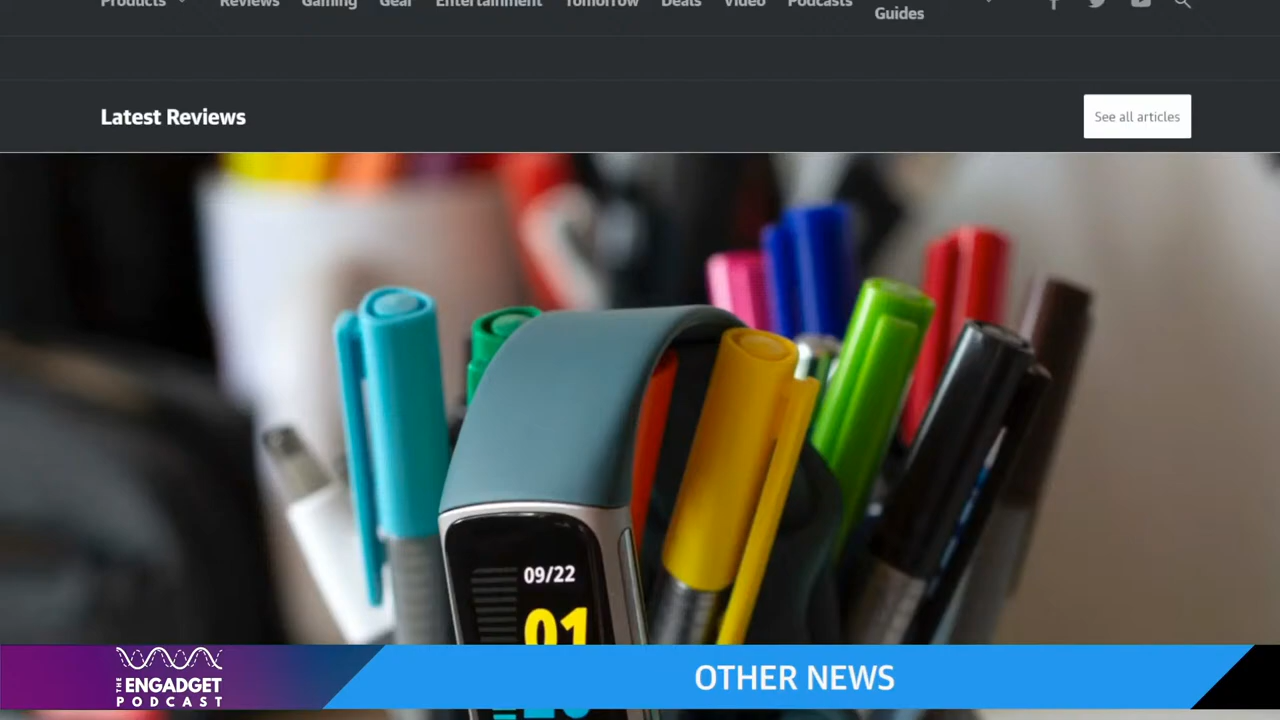 Products Reviews Gaming Gear Entertainment Tomorrow Deals Video Podcasts
Guides
Latest Reviews
See all articles
09/22
01
THE ENGADGET
PODCAST
OTHER NEWS